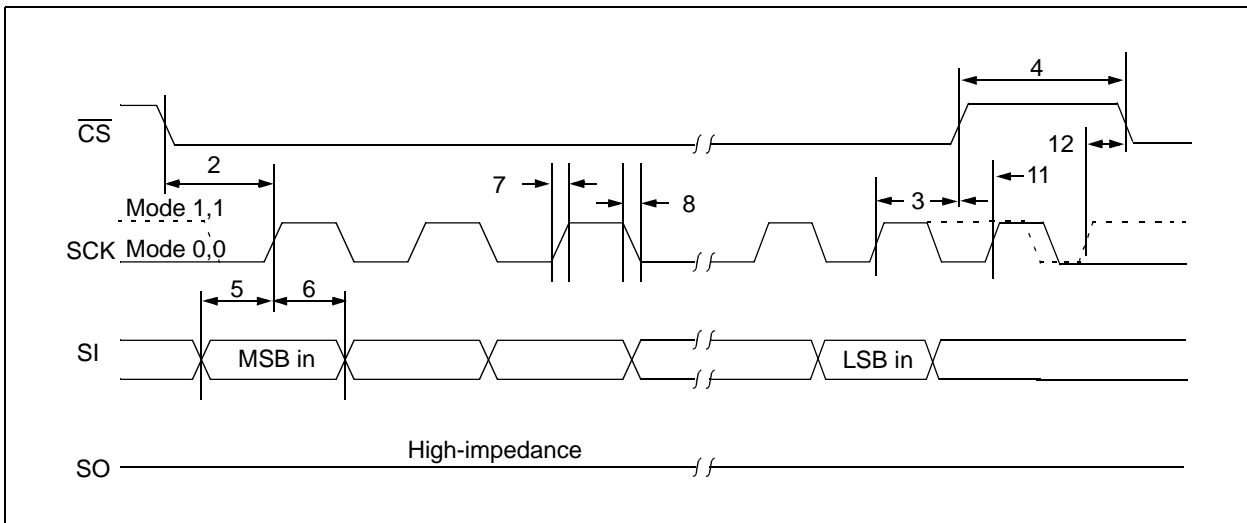 4
CS
12
2
7
8
3
11
Mode 1,1
SCK Mode 0,0
5
6
SI
MSB in
LSB in
High-impedance
SO